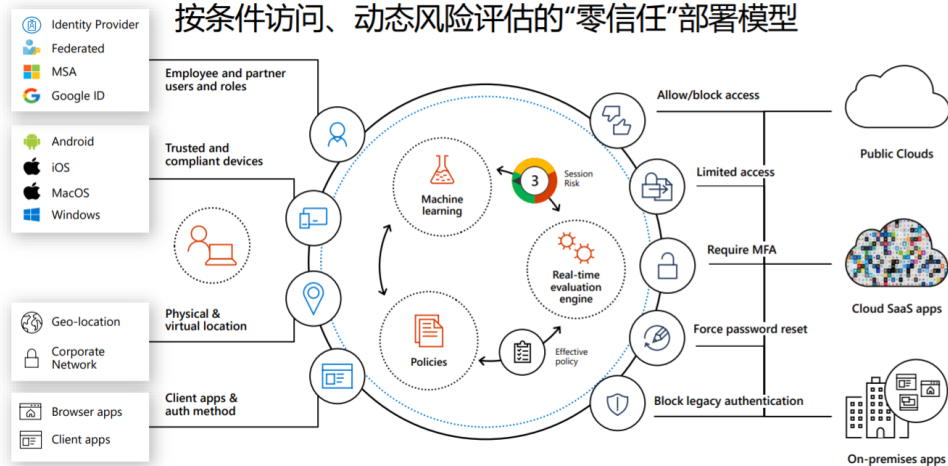 按条件访问、动态风险评估的“零信任”部署模型
Identity Provider
Federated
MSA
Google ID
Android
iOS
MacOS
Windows
Geo-location
Corporate
Network
Browser apps
Client apps
Employee and partner
users and roles
Trusted and
compliant devices
Physical &
virtual location
Client apps &
auth method
Machine
learning
3
Session
Risk
Real-time
evaluation
engine
Policies
Effective
policy
Allow/block access
Limited access
Require MFA
Force password reset
Block legacy authentication
Public Clouds
Cloud SaaS apps
On-premises apps